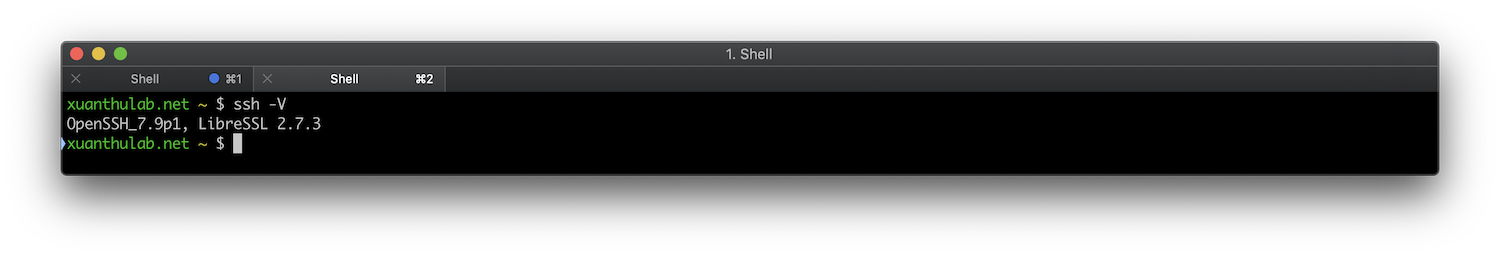 1. Shell
Shell ⌘1 Shell ⌘2
xuanthulab.net ~ $ ssh -V
OpenSSH_7.9p1, LibreSSL 2.7.3
xuanthulab.net ~ $